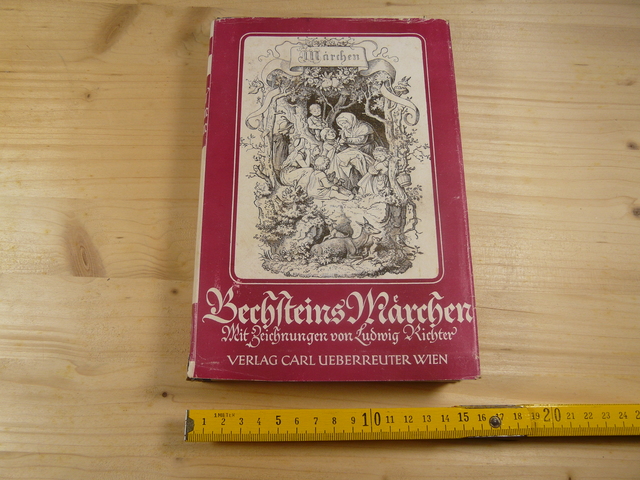 Märchen
Bechsteins Märchen
Mit Zeichnungen von Ludwig Richter
VERLAG CARL UEBERREUTER WIEN
1 2 3 4 5 6 7 8 9 10 11 12 13 14 15 16 17 18 19 20 21 22 23 24